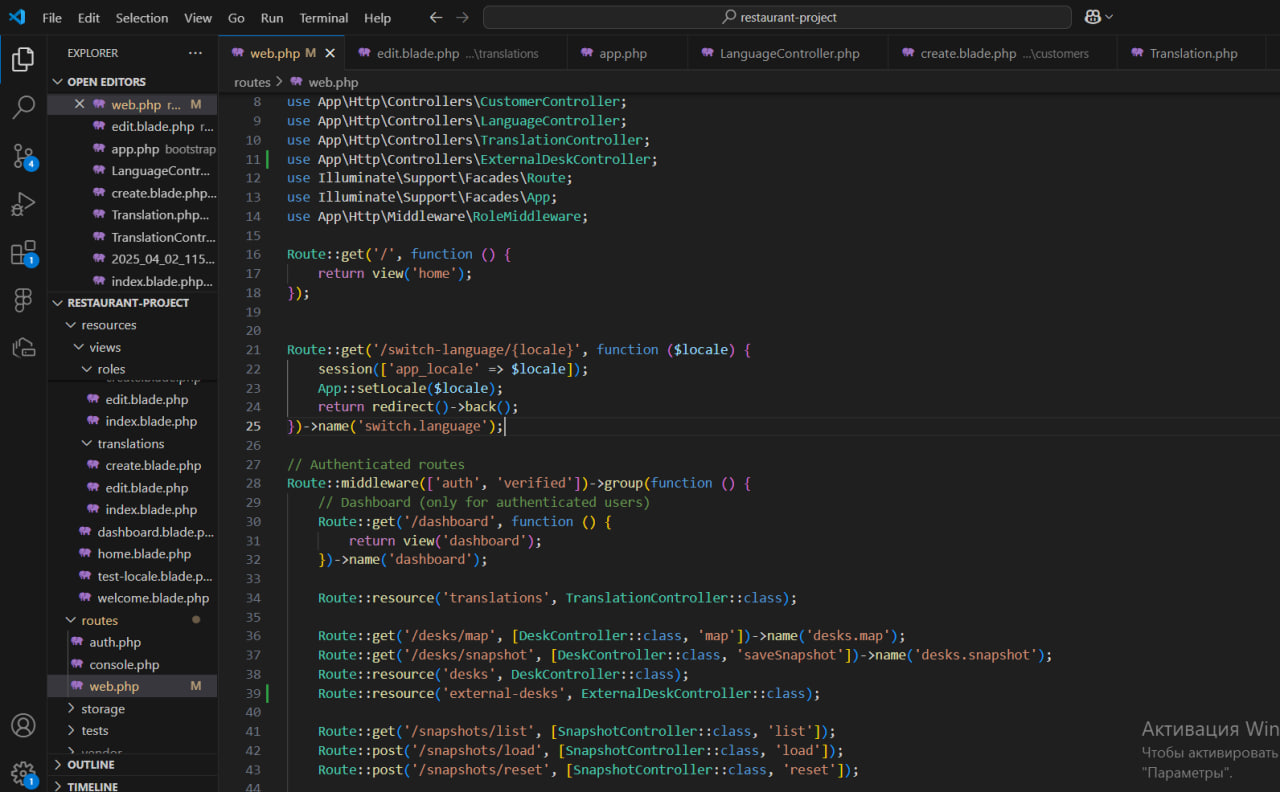 File Edit Selection View Go Run Terminal Help
restaurant-project
EXPLORER
OPEN EDITORS
web.php r... M
edit.blade.php r...
app.php bootstrap
LanguageContr...
create.blade.php...
Translation.php...
TranslationContr...
2025_04_02_115...
index.blade.php...
RESTAURANT-PROJECT
resources
views
roles
create.blade.php
edit.blade.php
index.blade.php
translations
create.blade.php
edit.blade.php
index.blade.php
dashboard.blade.p...
home.blade.php
test-locale.blade.p...
welcome.blade.php
routes
auth.php
console.php
web.php M
storage
tests
vendor
OUTLINE
TIMELINE
4
1
1
web.php M
edit.blade.php ...\translations
app.php
LanguageController.php
create.blade.php ...\customers
Translation.php
routes > web.php
8 use App\Http\Controllers\CustomerController;
9 use App\Http\Controllers\LanguageController;
10 use App\Http\Controllers\TranslationController;
11 use App\Http\Controllers\ExternalDeskController;
12 use Illuminate\Support\Facades\Route;
13 use Illuminate\Support\Facades\App;
14 use App\Http\Middleware\RoleMiddleware;
15
16 Route::get('/', function () {
17 return view('home');
18 });
19
20
21 Route::get('/switch-language/{locale}', function ($locale) {
22 session(['app_locale' => $locale]);
23 App::setLocale($locale);
24 return redirect()->back();
25 })->name('switch.language');
26
27 // Authenticated routes
28 Route::middleware(['auth', 'verified'])->group(function () {
29 // Dashboard (only for authenticated users)
30 Route::get('/dashboard', function () {
31 return view('dashboard');
32 })->name('dashboard');
33
34 Route::resource('translations', TranslationController::class);
35
36 Route::get('/desks/map', [DeskController::class, 'map'])->name('desks.map');
37 Route::get('/desks/snapshot', [DeskController::class, 'saveSnapshot'])->name('desks.snapshot');
38 Route::resource('desks', DeskController::class);
39 Route::resource('external-desks', ExternalDeskController::class);
40
41 Route::get('/snapshots/list', [SnapshotController::class, 'list']);
42 Route::post('/snapshots/load', [SnapshotController::class, 'load']);
43 Route::post('/snapshots/reset', [SnapshotController::class, 'reset']);
44
Активация Win
Чтобы активировать
"Параметры".